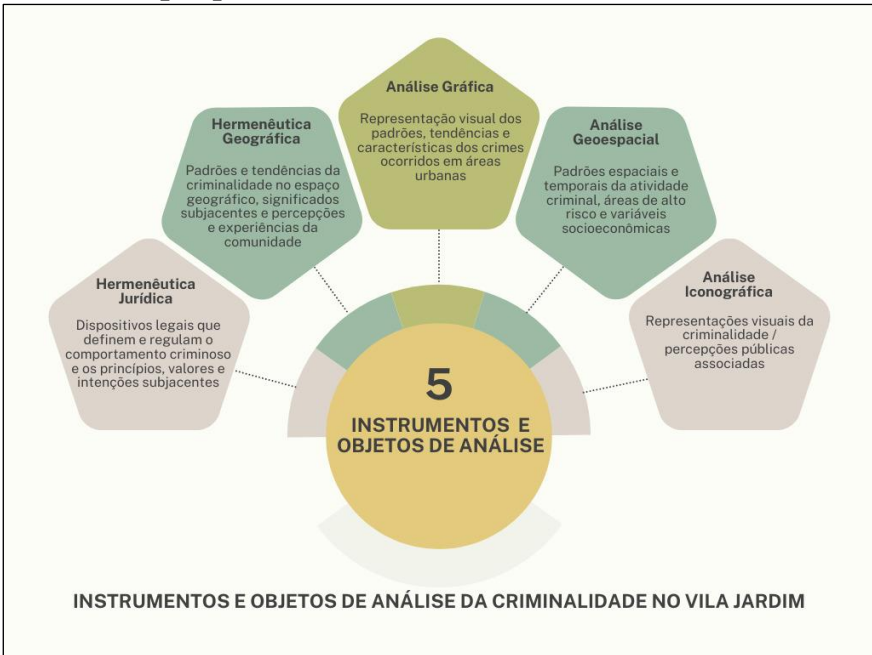 Análise Gráfica
Representação visual dos
padrões, tendências e
características dos crimes
ocorridos em áreas
urbanas
Hermenêutica
Geográfica
Padrões e tendências da
criminalidade no espaço
geográfico, significados
subjacentes e percepções
e experiências da
comunidade
Análise
Geoespacial
Padrões espaciais e
temporais da atividade
criminal, áreas de alto
risco e variáveis
socioeconômicas
Hermenêutica
Jurídica
Dispositivos legais que
definem e regulam o
comportamento criminoso
e os princípios, valores e
intenções subjacentes
Análise
Iconográfica
Representações visuais da
criminalidade /
percepções públicas
associadas
5
INSTRUMENTOS E
OBJETOS DE ANÁLISE
INSTRUMENTOS E OBJETOS DE ANÁLISE DA CRIMINALIDADE NO VILA JARDIM